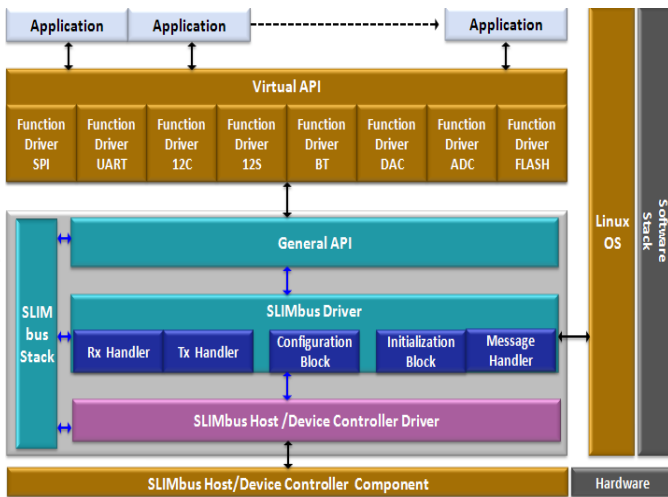 Application
Application
Application
Virtual API
Function
Driver
SPI
Function
Driver
UART
Function
Driver
12C
Function
Driver
12S
Function
Driver
BT
Function
Driver
DAC
Function
Driver
ADC
Function
Driver
FLASH
General API
SLIM
bus
Stack
SLIMbus Driver
Rx Handler
Tx Handler
Configuration
Block
Initialization
Block
Message
Handler
SLIMbus Host /Device Controller Driver
SLIMbus Host/Device Controller Component
Linux
OS
Software
Stack
Hardware